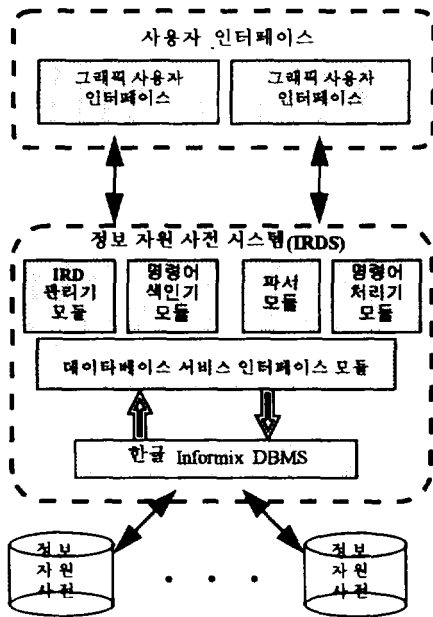 사용자 인터페이스
그래픽 사용자
인터페이스
그래픽 사용자
인터페이스
정보 자원 사전 시스템(IRDS)
IRD
관리기
모듈
명령어
색인기
모듈
파서
모듈
명령어
처리기
모듈
데이타베이스 서비스 인터페이스 모듈
한글 Informix DBMS
정보
자원
사전
. . .
정보
자원
사전